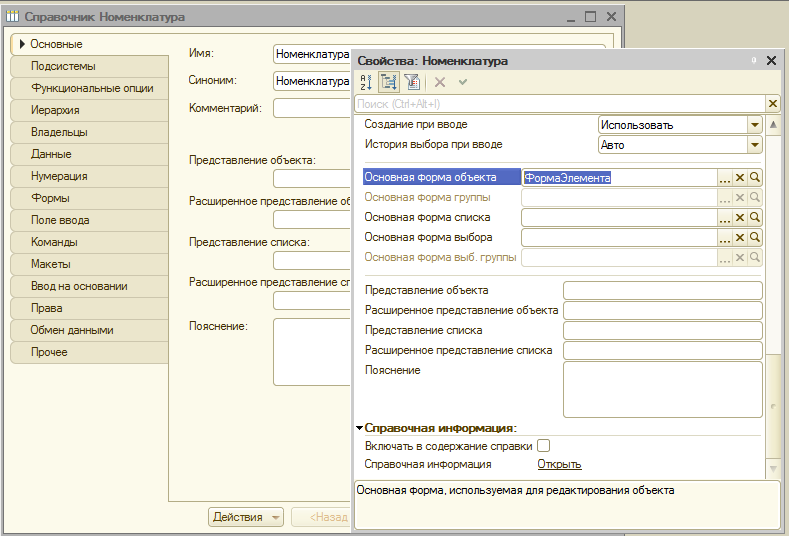 Справочник Номенклатура
Основные
Подсистемы
Функциональные опции
Иерархия
Владельцы
Данные
Нумерация
Формы
Поле ввода
Команды
Макеты
Ввод на основании
Права
Обмен данными
Прочее
Имя: Номенклатура
Синоним: Номенклатура
Комментарий:
Представление объекта:
Расширенное представление об
Представление списка:
Расширенное представление сп
Пояснение:
Действия
<Назад
Свойства: Номенклатура
Поиск (Ctrl+Alt+I)
Создание при вводе Использовать
История выбора при вводе Авто
Основная форма объекта ФормаЭлемента
Основная форма группы
Основная форма списка
Основная форма выбора
Основная форма выб. группы
Представление объекта
Расширенное представление объекта
Представление списка
Расширенное представление списка
Пояснение
Справочная информация:
Включать в содержание справки
Справочная информация Открыть
Основная форма, используемая для редактирования объекта